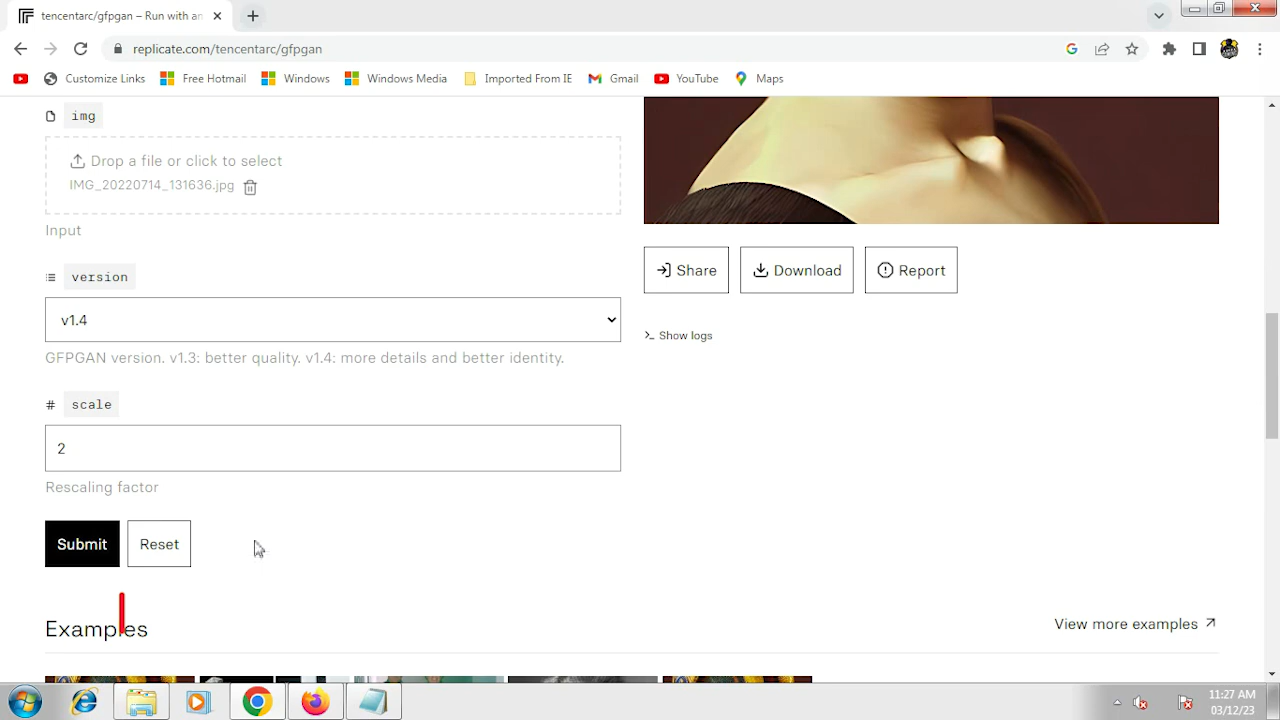 tencentarc/gfpgan – Run with an
replicate.com/tencentarc/gfpgan
Customize Links
Free Hotmail
Windows
Windows Media
Imported From IE
Gmail
YouTube
Maps
img
Drop a file or click to select
IMG_20220714_131636.jpg
Input
version
v1.4
GFPGAN version. v1.3: better quality. v1.4: more details and better identity.
# scale
2
Rescaling factor
Submit
Reset
Share
Download
Report
Show logs
Examples
View more examples
11:27 AM
03/12/23